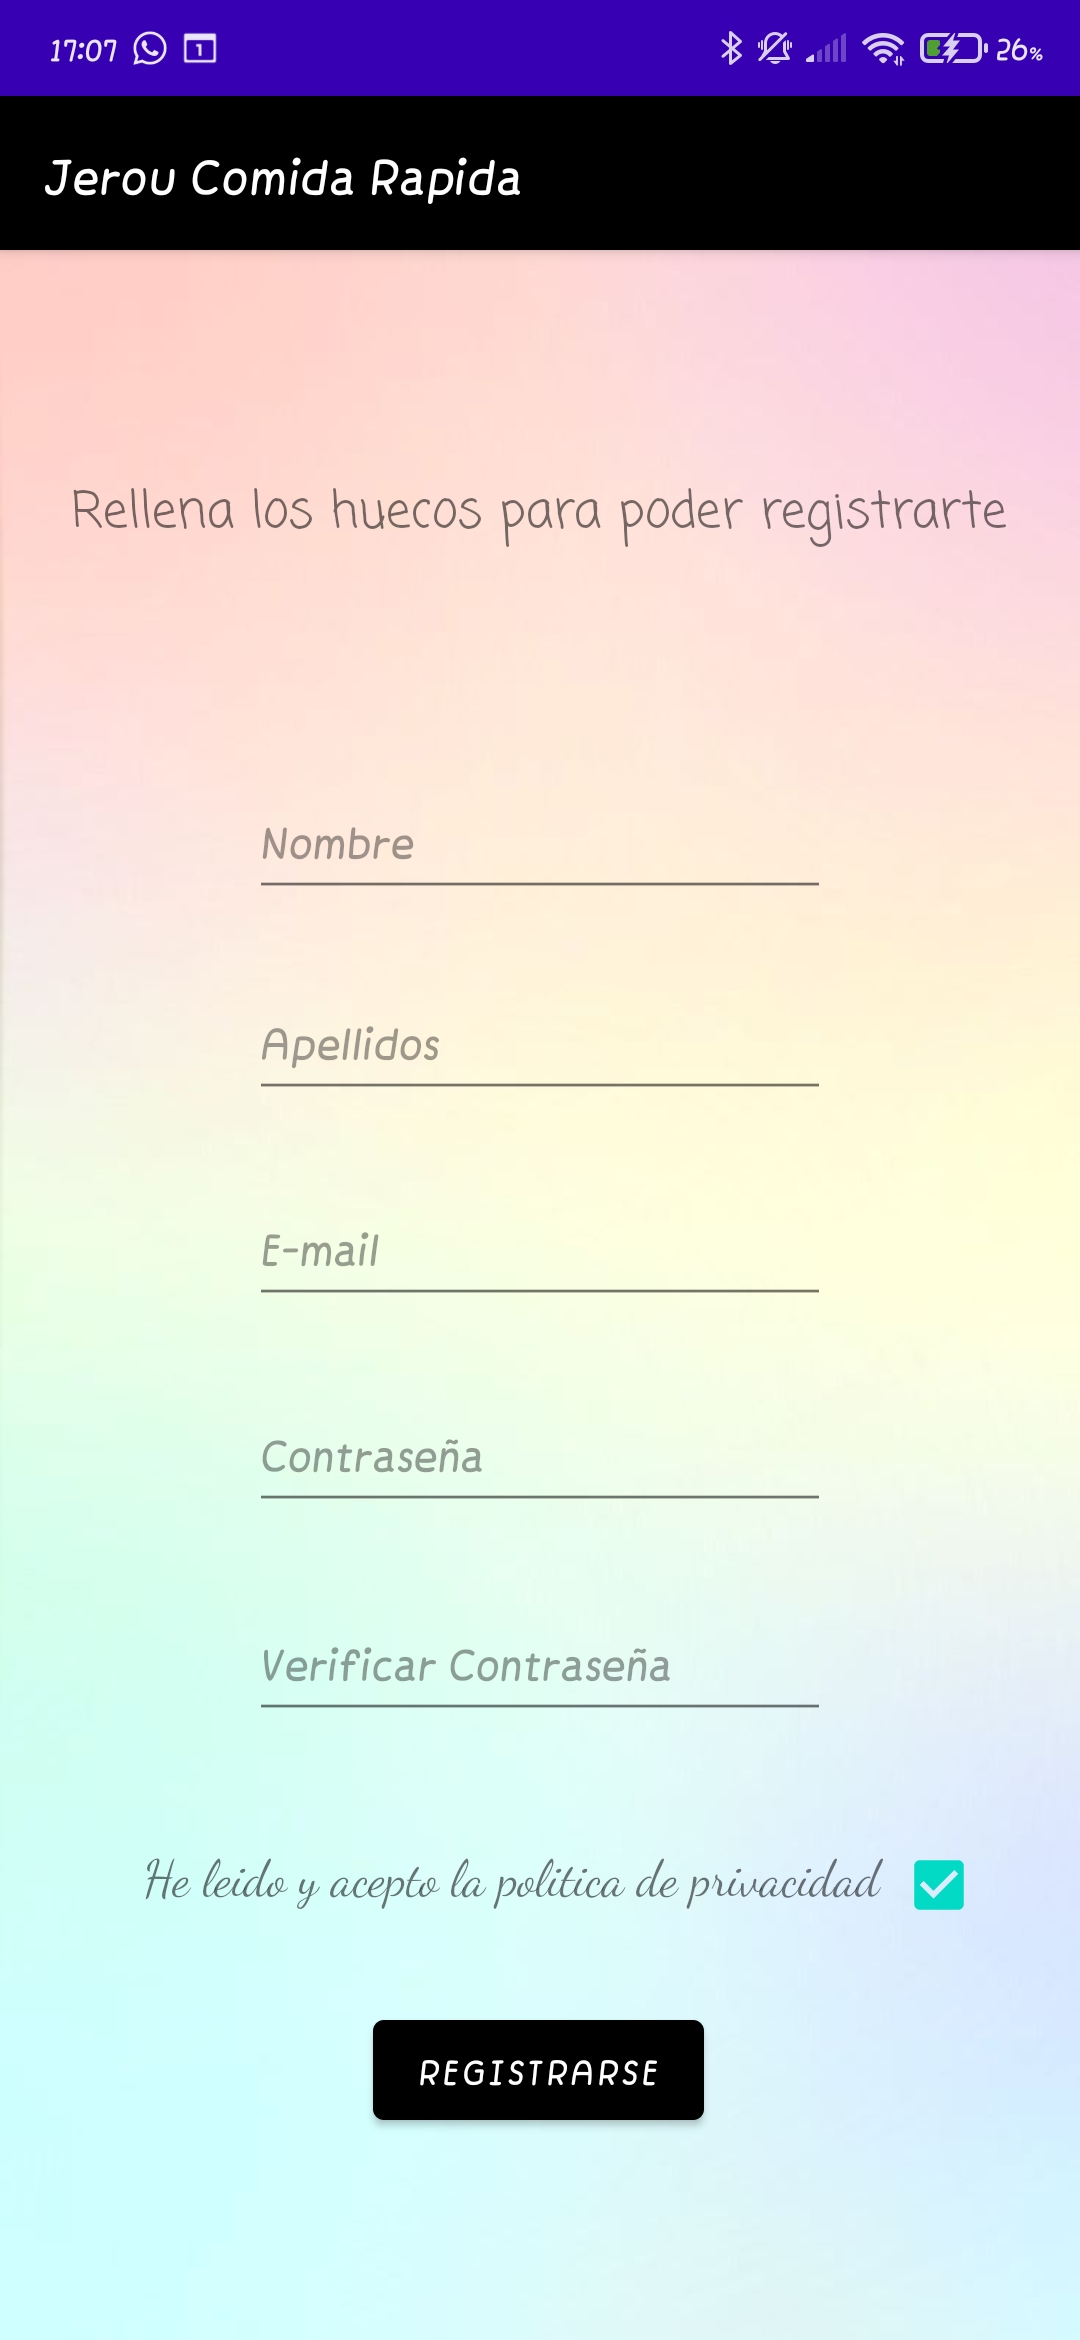 17:07 1 26%
Jerou Comida Rapida
Rellena los huecos para poder registrarte
Nombre
Apellidos
E-mail
Contraseña
Verificar Contraseña
He leido y acepto la politica de privacidad
REGISTRARSE